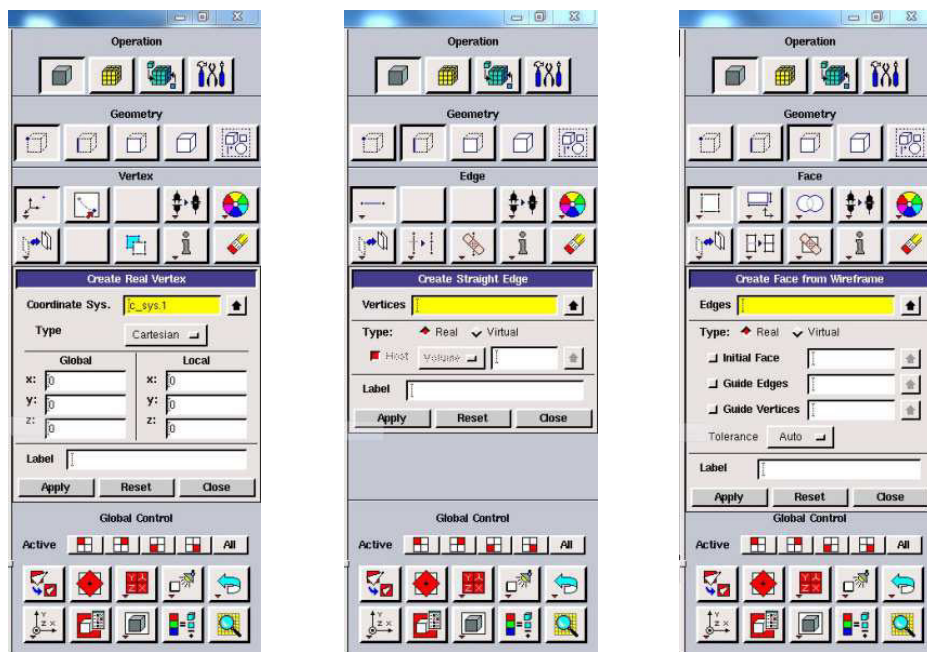 Operation
Geometry
Vertex
Create Real Vertex
Coordinate Sys. c_sys.1
Type Cartesian
Global Local
x: 0 x: 0
y: 0 y: 0
z: 0 z: 0
Label
Apply Reset Close
Global Control
Active All
Operation
Geometry
Edge
Create Straight Edge
Vertices
Type: Real Virtual
Host Volume
Label
Apply Reset Close
Global Control
Active All
Operation
Geometry
Face
Create Face from Wireframe
Edges
Type: Real Virtual
Initial Face
Guide Edges
Guide Vertices
Tolerance Auto
Label
Apply Reset Close
Global Control
Active All